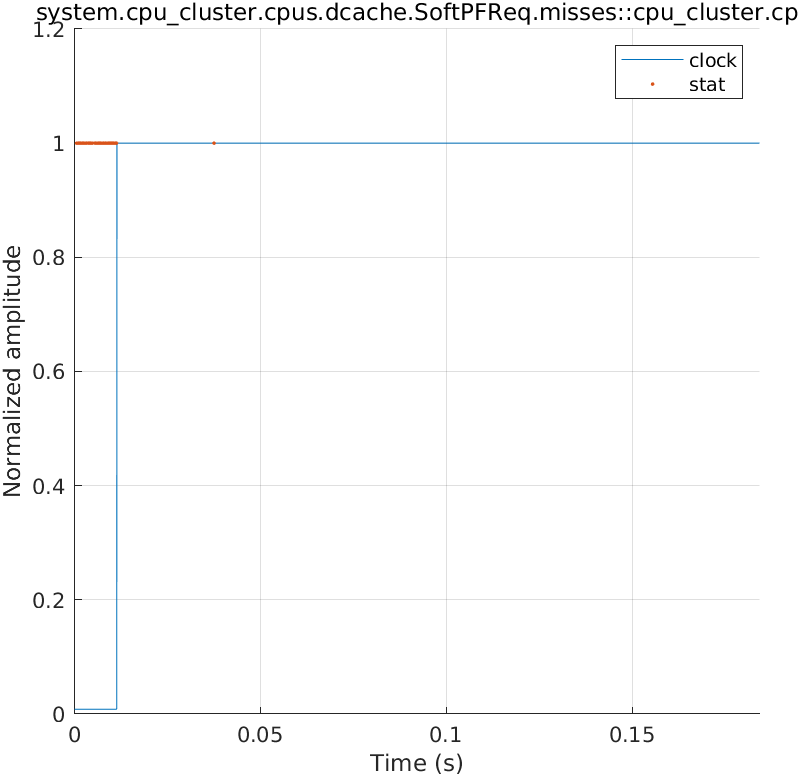 system.cpu_cluster.cpus.dcache.SoftPFReq.misses::cpu_cluster.cp
1.2
1
0.8
0.6
0.4
0.2
0
Normalized amplitude
clock
stat
0 0.05 0.1 0.15
Time (s)